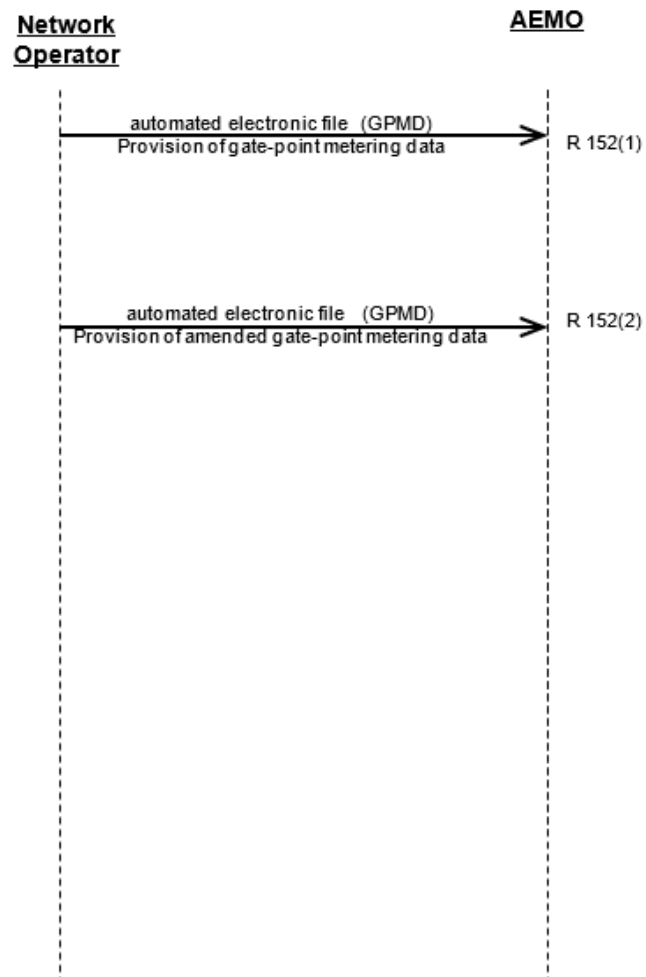 Network
Operator
AEMO
automated electronic file (GPMD)
Provision of gate-point metering data
R 152(1)
automated electronic file (GPMD)
Provision of amended gate-point metering data
R 152(2)